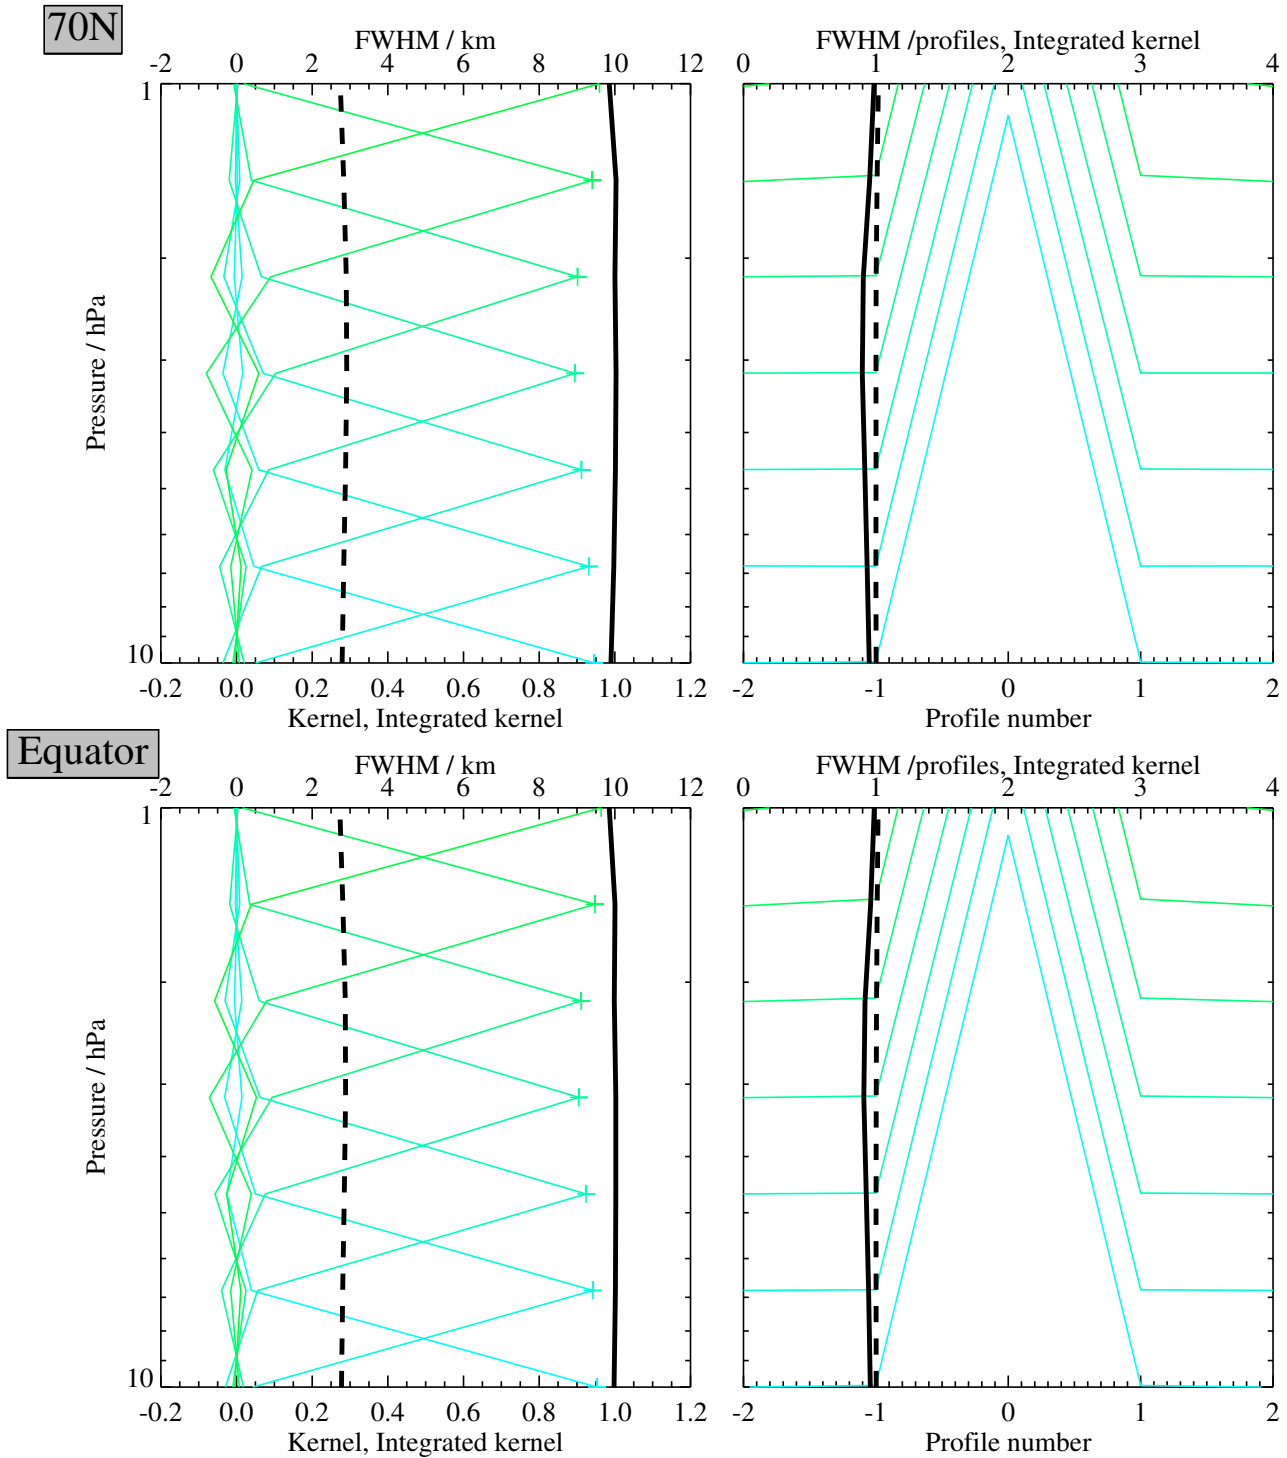 70N
FWHM / km
-2 0 2 4 6 8 10 12
1
10
Pressure / hPa
-0.2 0.0 0.2 0.4 0.6 0.8 1.0 1.2
Kernel, Integrated kernel
FWHM /profiles, Integrated kernel
0 1 2 3 4
-2 -1 0 1 2
Profile number
Equator
FWHM / km
-2 0 2 4 6 8 10 12
1
10
Pressure / hPa
-0.2 0.0 0.2 0.4 0.6 0.8 1.0 1.2
Kernel, Integrated kernel
FWHM /profiles, Integrated kernel
0 1 2 3 4
-2 -1 0 1 2
Profile number